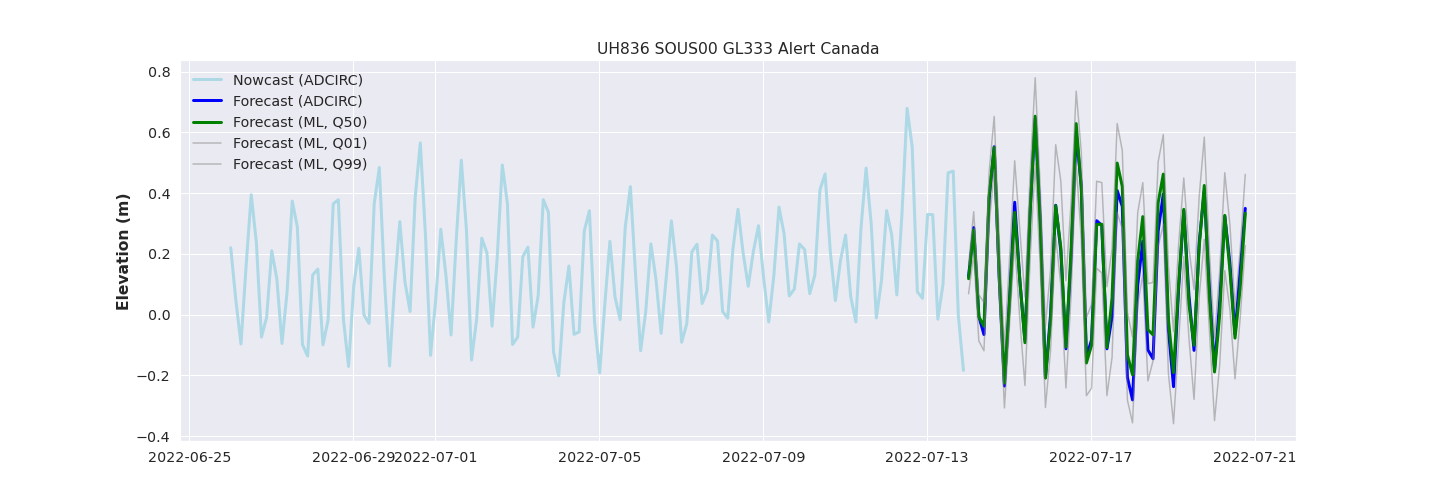 UH836 SOUS00 GL333 Alert Canada
Nowcast (ADCIRC)
Forecast (ADCIRC)
Forecast (ML, Q50)
Forecast (ML, Q01)
Forecast (ML, Q99)
Elevation (m)
0.8
0.6
0.4
0.2
0.0
−0.2
−0.4
2022-06-25 2022-06-29 2022-07-01 2022-07-05 2022-07-09 2022-07-13 2022-07-17 2022-07-21